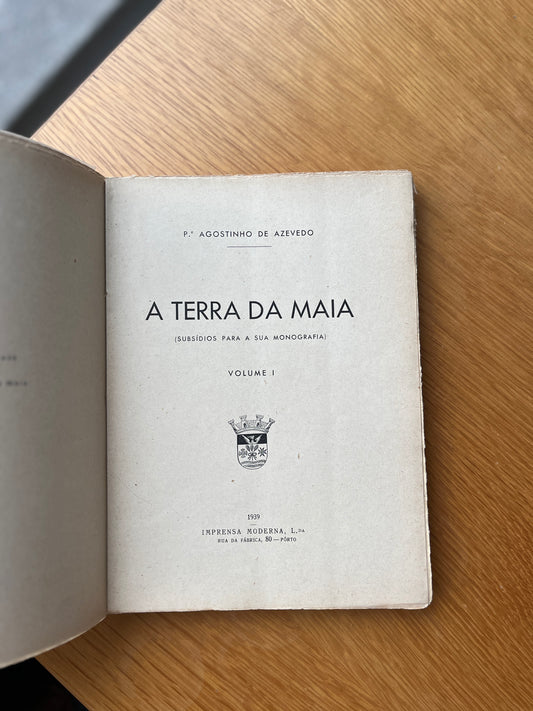 P.ᵉ AGOSTINHO DE AZEVEDO
A TERRA DA MAIA
(SUBSÍDIOS PARA A SUA MONOGRAFIA)
VOLUME I
1939
IMPRENSA MODERNA, L.DA
RUA DA FÁBRICA, 80 — PÔRTO